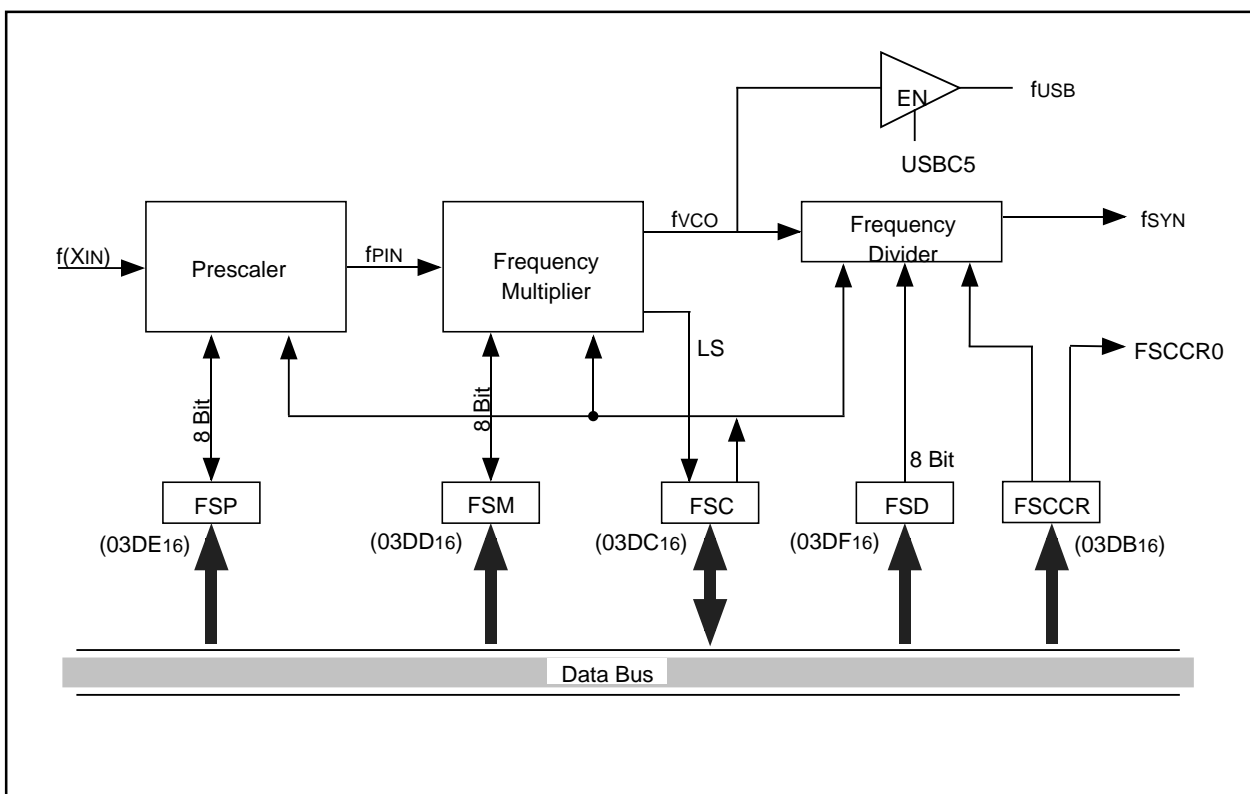 EN
fUSB
USBC5
f(XIN)
Prescaler
fPIN
Frequency
Multiplier
fVCO
Frequency
Divider
fSYN
LS
FSCCR0
8 Bit
8 Bit
8 Bit
FSP
FSM
FSC
FSD
FSCCR
(03DE16)
(03DD16)
(03DC16)
(03DF16)
(03DB16)
Data Bus